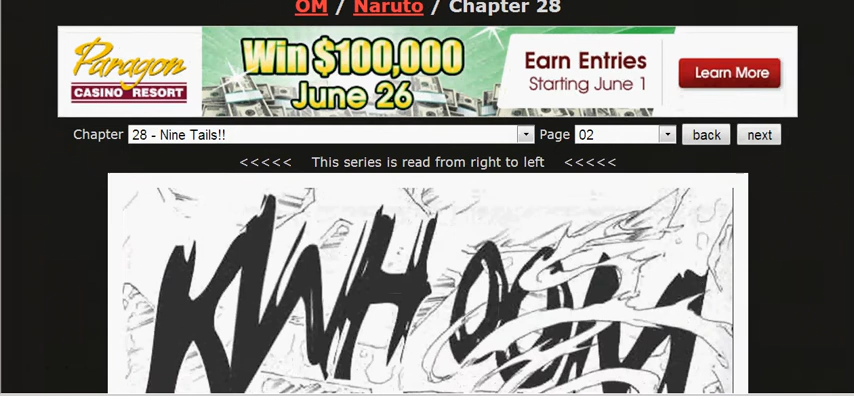 OM / Naruto / Chapter 28
Paragon
CASINO RESORT
Win $100,000
June 26
Earn Entries
Starting June 1
Learn More
Chapter 28 - Nine Tails!! Page 02 back next
<<<<< This series is read from right to left <<<<<
KWHOOM